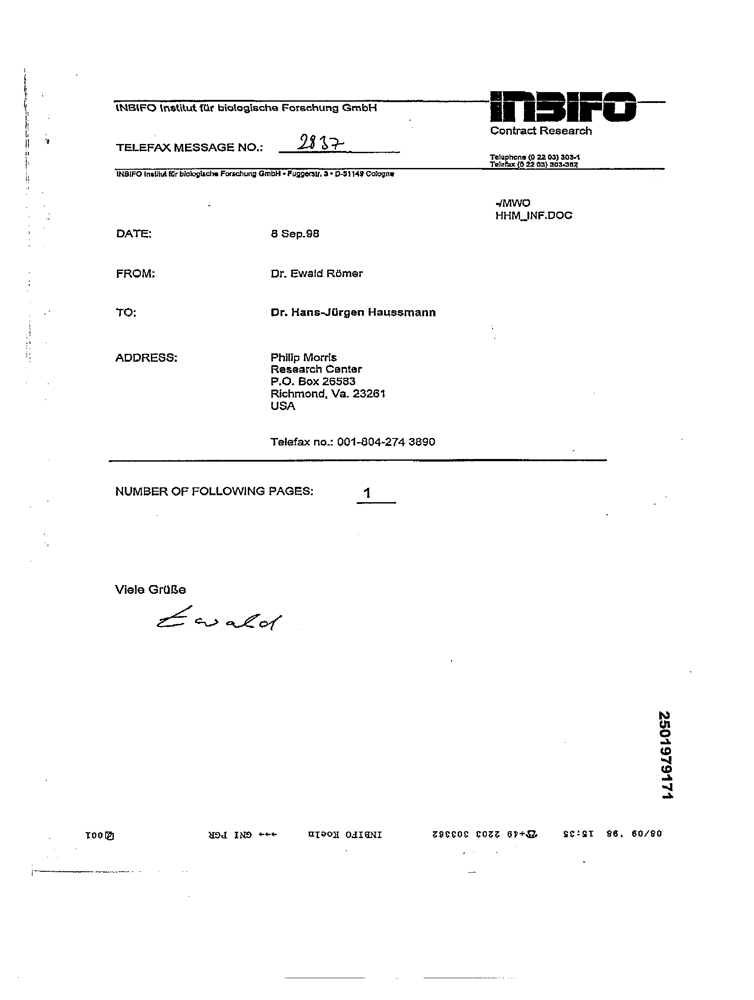 INBIFO Institut für biologische Forschung GmbH
INBIFO
Contract Research
TELEFAX MESSAGE NO.: 2837
Telephone (0 22 03) 303-1
Telefax (0 22 03) 303-362
INBIFO Institut für biologische Forschung GmbH • Fuggerstr. 3 • D-51149 Cologne
-/MWO
HHM_INF.DOC
DATE: 8 Sep.98
FROM: Dr. Ewald Römer
TO: Dr. Hans-Jürgen Haussmann
ADDRESS: Philip Morris
Research Center
P.O. Box 26583
Richmond, Va. 23261
USA
Telefax no.: 001-804-274 3890
NUMBER OF FOLLOWING PAGES: 1
Viele Grüße
Ewald
2501979171
08/09 '98 15:35 ☎+49 2203 303362 INBIFO Koeln +++ GNI PGR 001